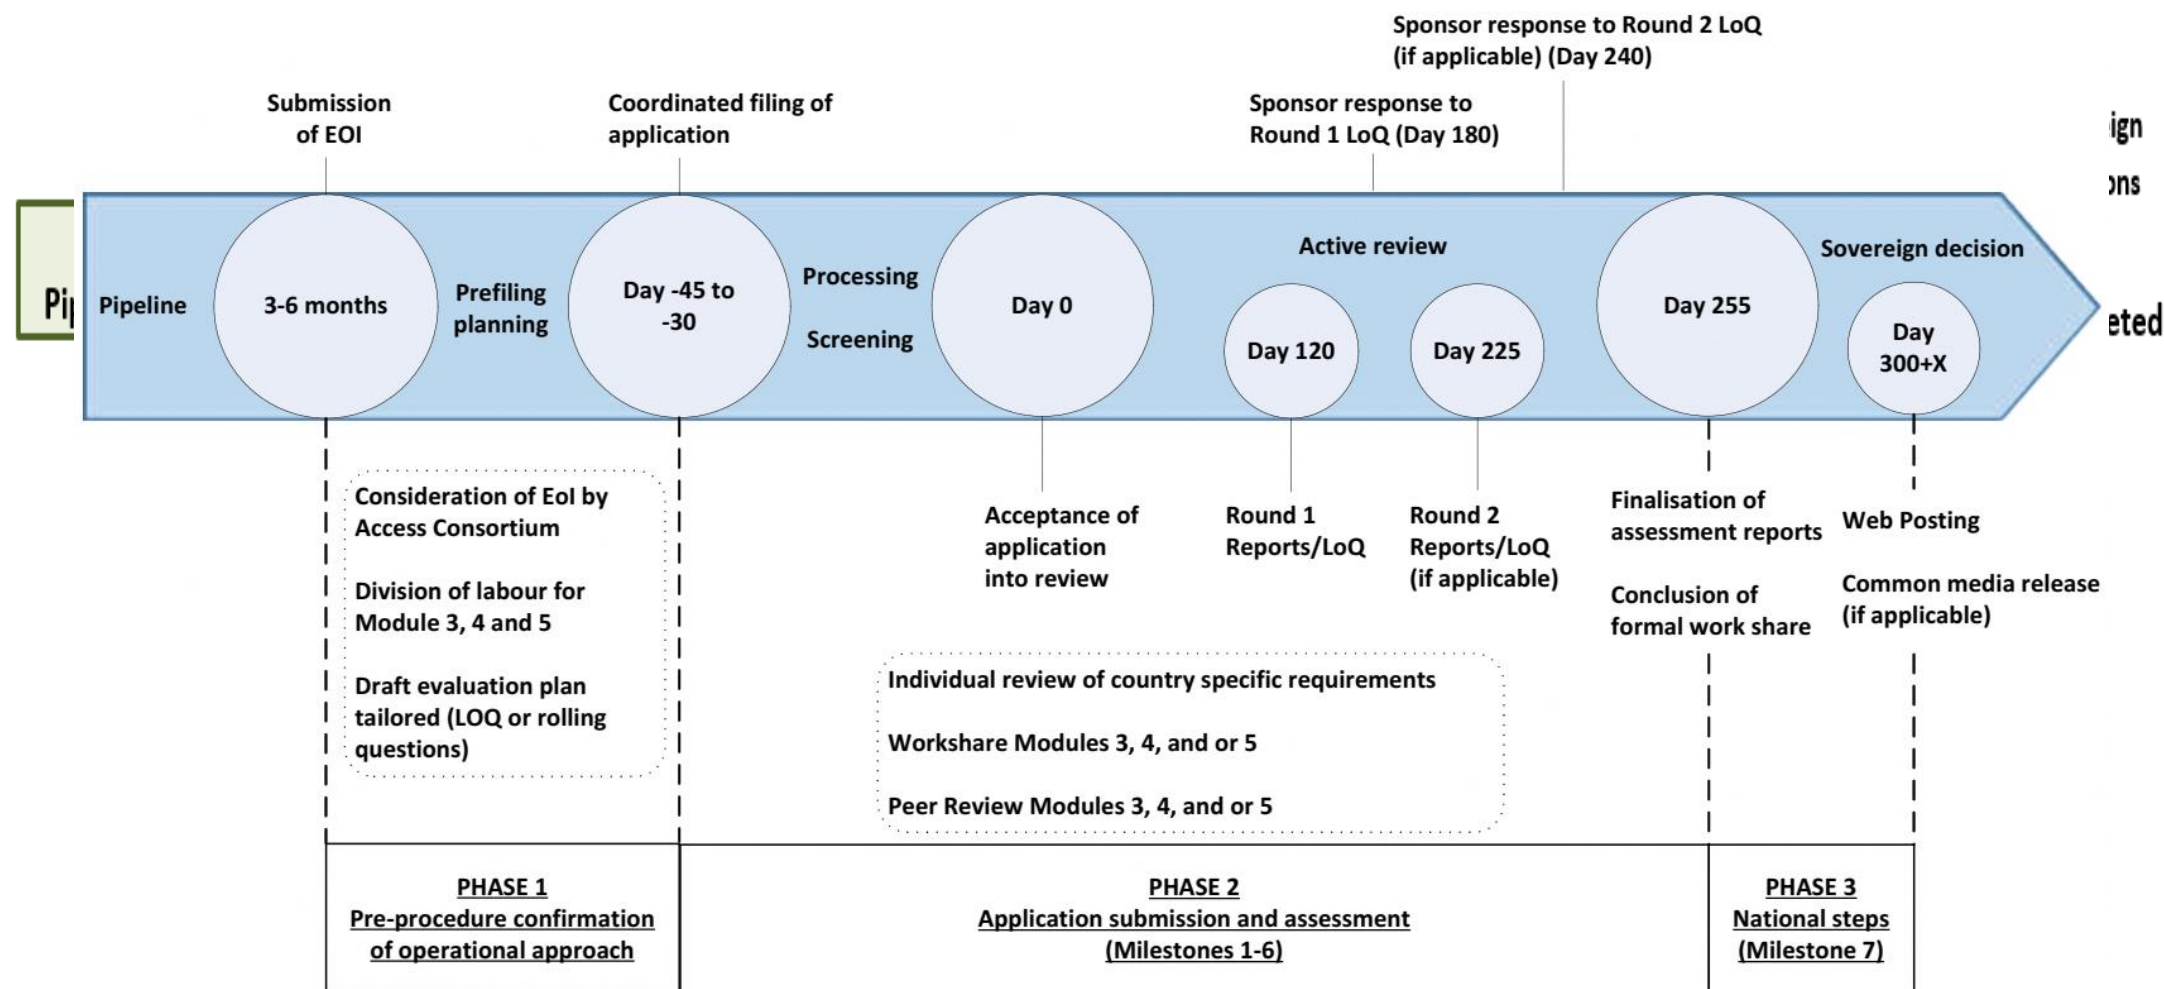 Sponsor response to Round 2 LoQ
(if applicable) (Day 240)
Submission
of EOI
Coordinated filing of
application
Sponsor response to
Round 1 LoQ (Day 180)
Pipeline
3-6 months
Prefiling
planning
Day -45 to
-30
Processing
Screening
Day 0
Active review
Day 120
Day 225
Day 255
Sovereign decision
Day
300+X
Consideration of EoI by
Access Consortium
Division of labour for
Module 3, 4 and 5
Draft evaluation plan
tailored (LOQ or rolling
questions)
Acceptance of
application
into review
Round 1
Reports/LoQ
Round 2
Reports/LoQ
(if applicable)
Finalisation of
assessment reports
Conclusion of
formal work share
Web Posting
Common media release
(if applicable)
Individual review of country specific requirements
Workshare Modules 3, 4, and or 5
Peer Review Modules 3, 4, and or 5
PHASE 1
Pre-procedure confirmation
of operational approach
PHASE 2
Application submission and assessment
(Milestones 1-6)
PHASE 3
National steps
(Milestone 7)